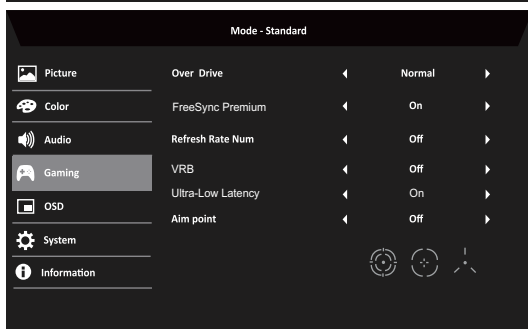 Mode - Standard
Picture
Over Drive Normal
Color
FreeSync Premium On
Audio
Refresh Rate Num Off
Gaming
VRB Off
Ultra-Low Latency On
OSD
Aim point Off
System
Information